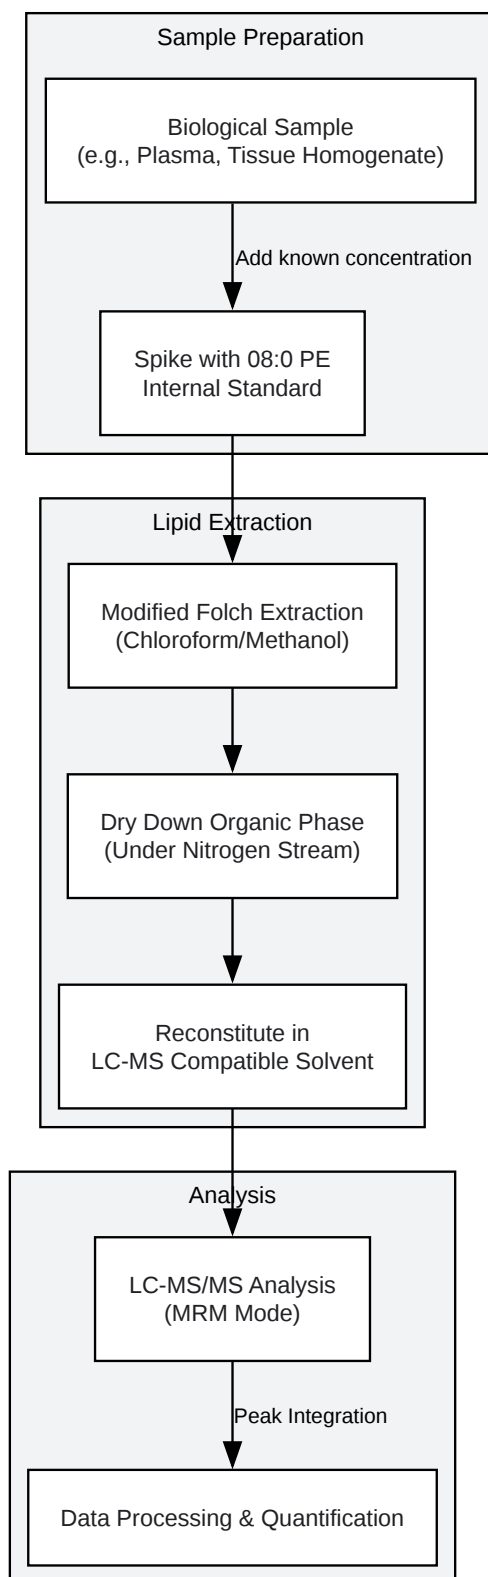 Sample Preparation
Biological Sample
(e.g., Plasma, Tissue Homogenate)
Add known concentration
Spike with 08:0 PE
Internal Standard
Lipid Extraction
Modified Folch Extraction
(Chloroform/Methanol)
Dry Down Organic Phase
(Under Nitrogen Stream)
Reconstitute in
LC-MS Compatible Solvent
Analysis
LC-MS/MS Analysis
(MRM Mode)
Peak Integration
Data Processing & Quantification